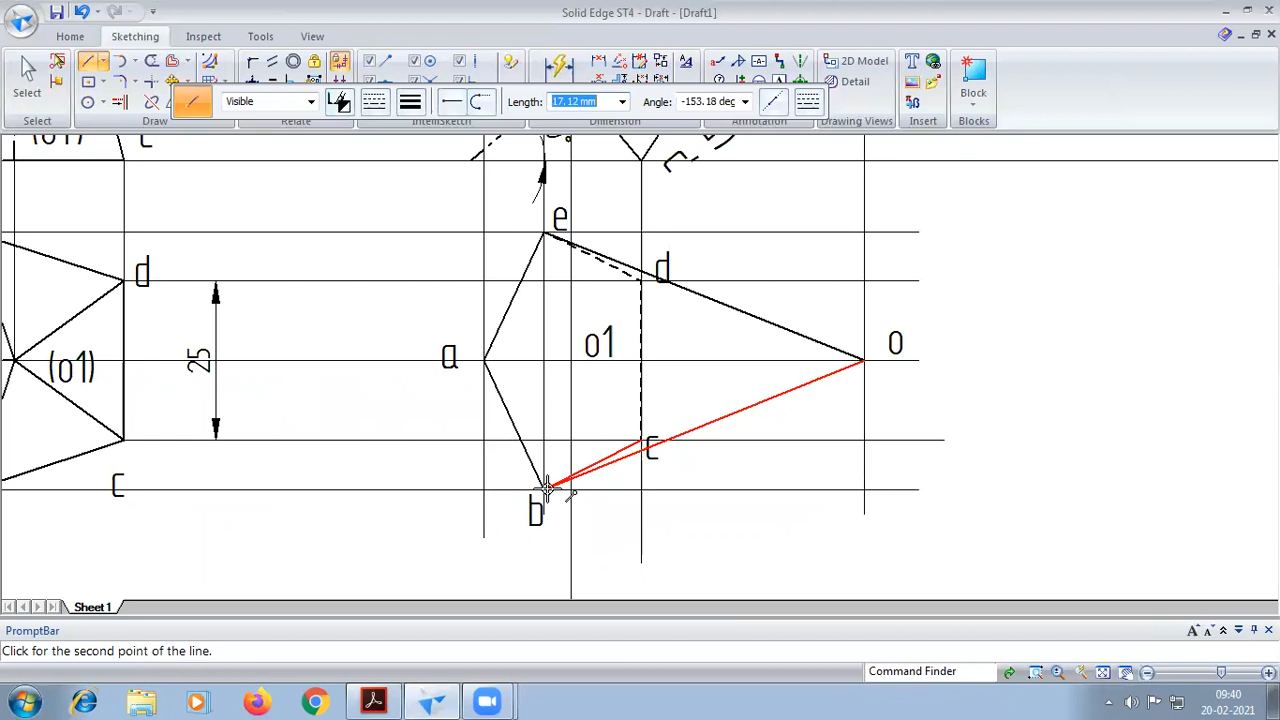 Solid Edge ST4 - Draft - [Draft1]
Home Sketching Inspect Tools View
2D Model
Detail
Select
Block
Visible
Length: 17.12 mm
Angle: -153.18 deg
Select Draw Relate IntelliSketch Dimension Annotation Drawing Views Insert Blocks
(o1) c
c
e
d d
25 (o1) a o1 o
c c
b
Sheet 1
PromptBar
Click for the second point of the line.
Command Finder
09:40
20-02-2021